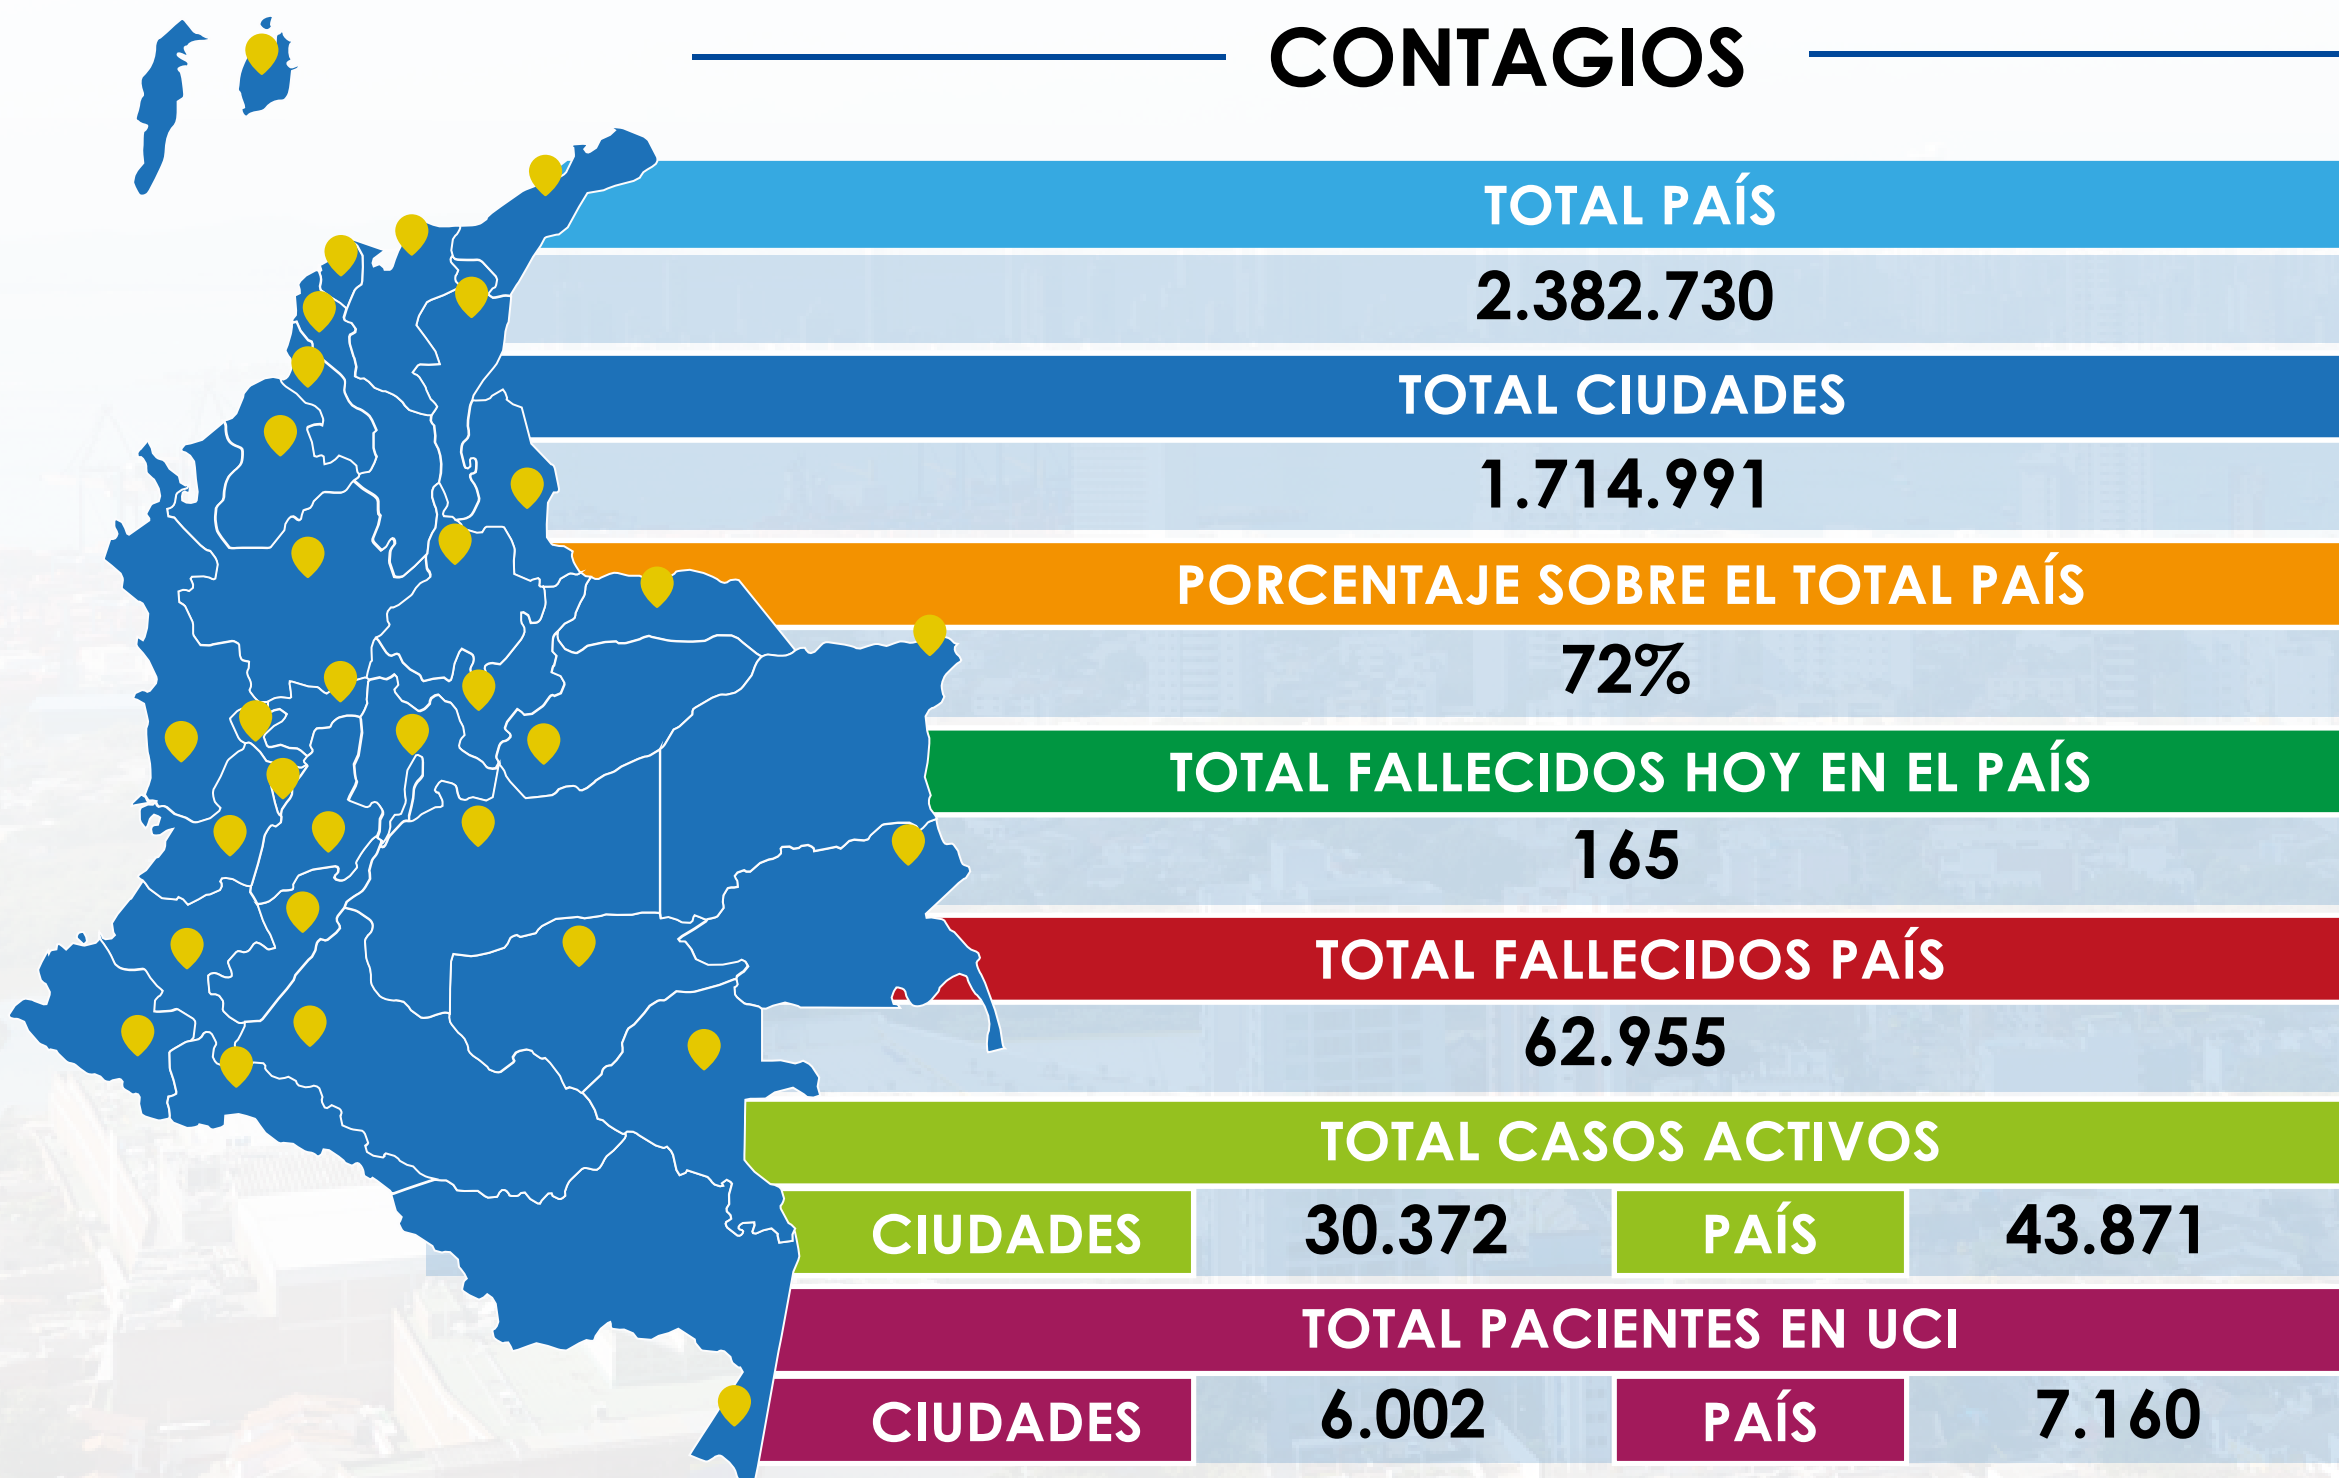 CONTAGIOS
TOTAL PAÍS
2.382.730
TOTAL CIUDADES
1.714.991
PORCENTAJE SOBRE EL TOTAL PAÍS
72%
TOTAL FALLECIDOS HOY EN EL PAÍS
165
TOTAL FALLECIDOS PAÍS
62.955
TOTAL CASOS ACTIVOS
CIUDADES 30.372 PAÍS 43.871
TOTAL PACIENTES EN UCI
CIUDADES 6.002 PAÍS 7.160